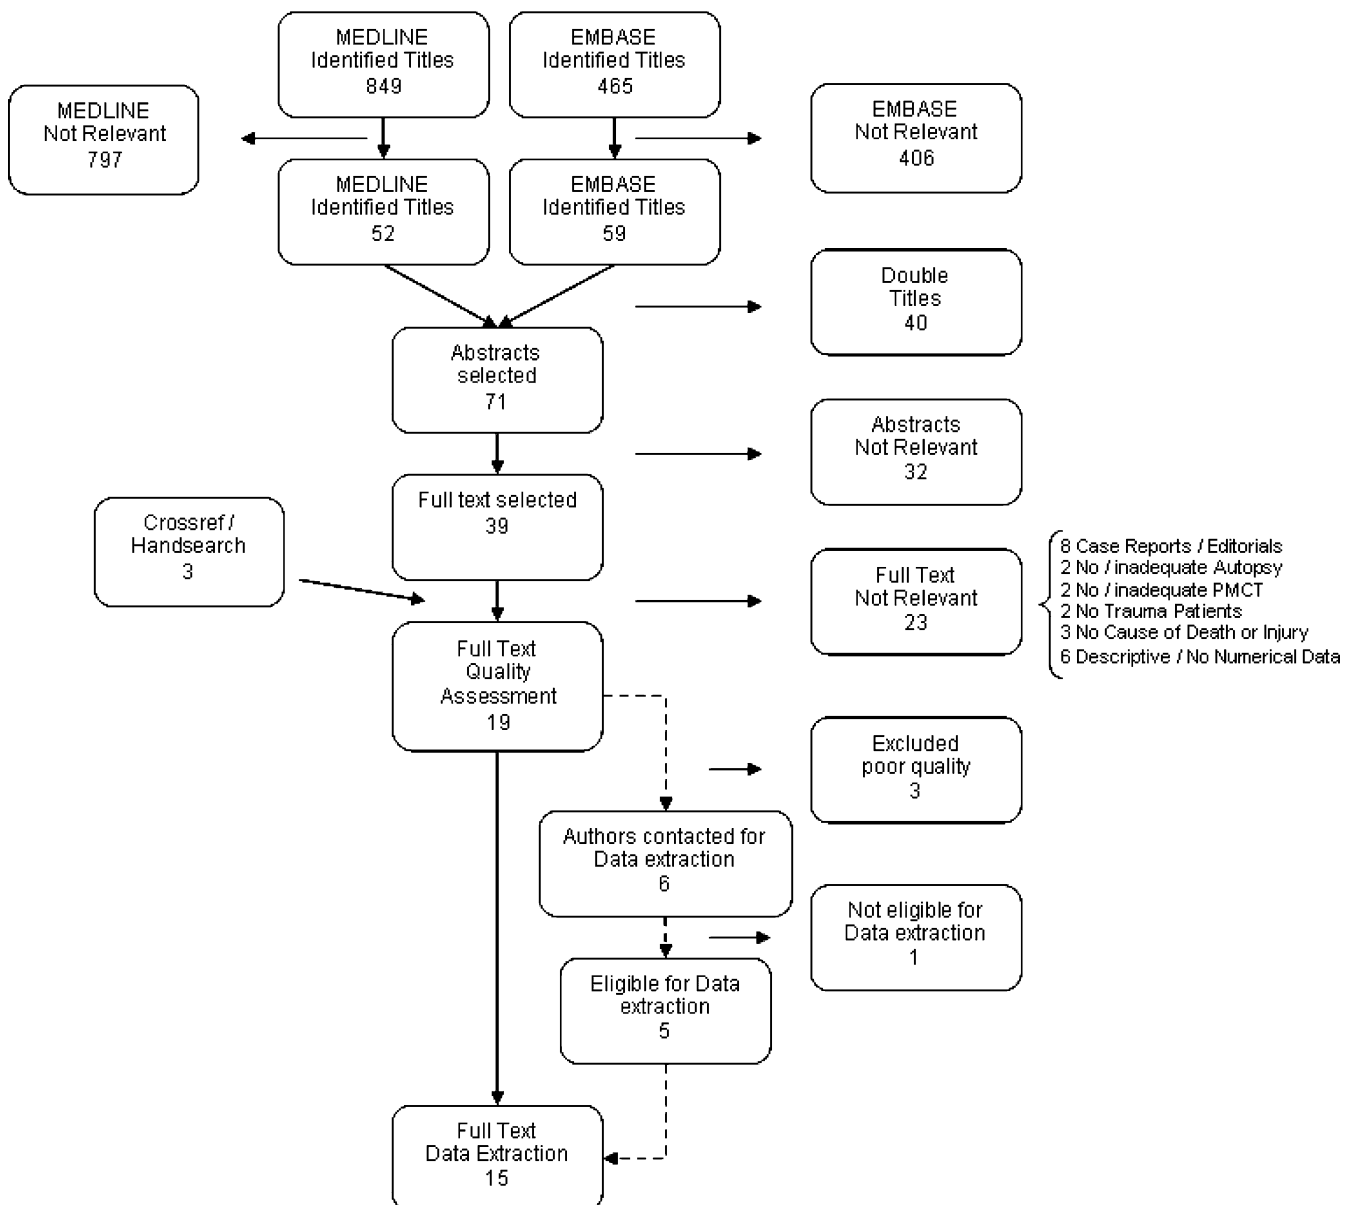 MEDLINE
Identified Titles
849
EMBASE
Identified Titles
465
MEDLINE
Not Relevant
797
EMBASE
Not Relevant
406
MEDLINE
Identified Titles
52
EMBASE
Identified Titles
59
Double
Titles
40
Abstracts
selected
71
Abstracts
Not Relevant
32
Full text selected
39
Crossref /
Handsearch
3
Full Text
Not Relevant
23
8 Case Reports / Editorials
2 No / inadequate Autopsy
2 No / inadequate PMCT
2 No Trauma Patients
3 No Cause of Death or Injury
6 Descriptive / No Numerical Data
Full Text
Quality
Assessment
19
Excluded
poor quality
3
Authors contacted for
Data extraction
6
Not eligible for
Data extraction
1
Eligible for Data
extraction
5
Full Text
Data Extraction
15